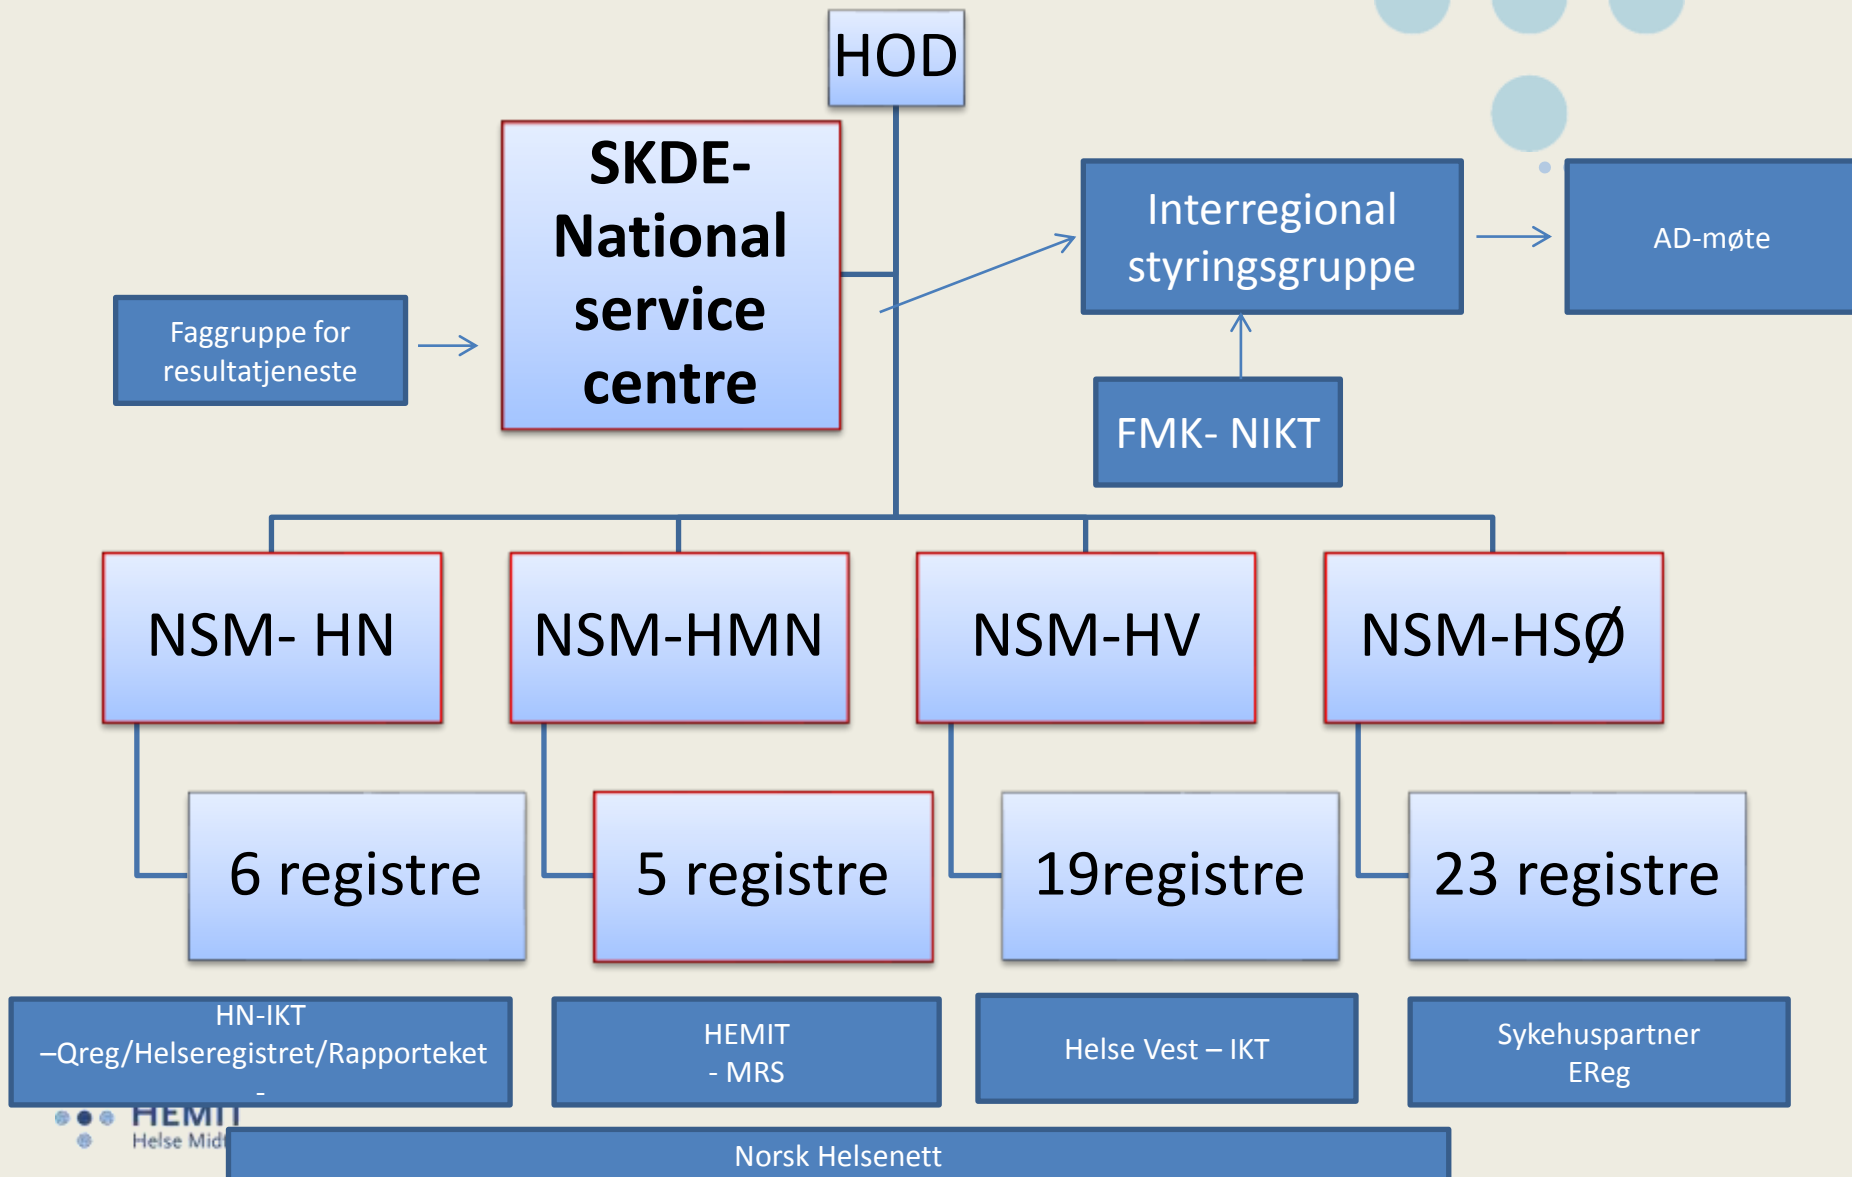 HOD
SKDE-
National
service
centre
Interregional
styringsgruppe
AD-møte
Faggruppe for
resultatjeneste
FMK- NIKT
NSM- HN
NSM-HMN
NSM-HV
NSM-HSØ
6 registre
5 registre
19registre
23 registre
HN-IKT
–Qreg/Helseregistret/Rapporteket
-
HEMIT
- MRS
Helse Vest – IKT
Sykehuspartner
EReg
HEMIT
Helse
Norsk Helsenett